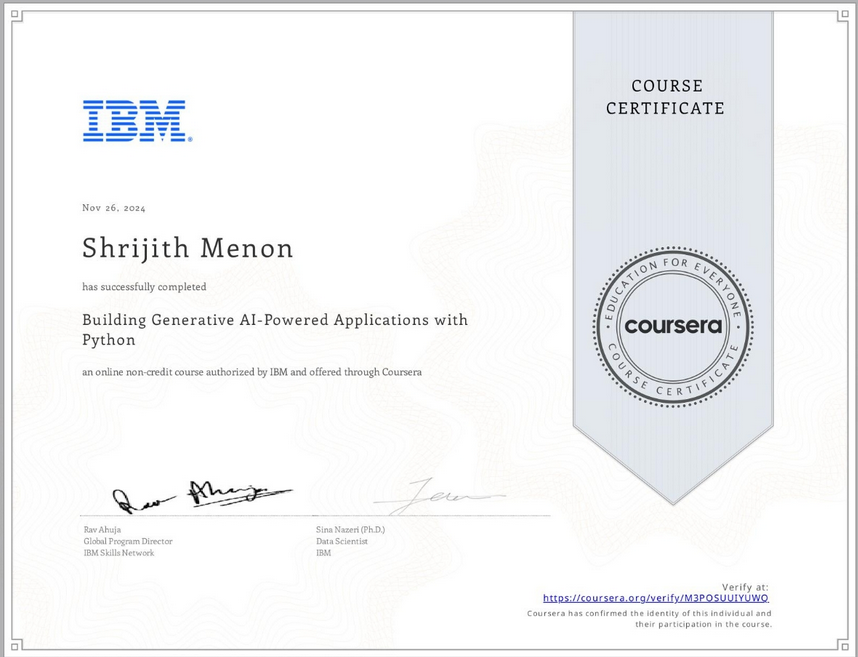 IBM
®
COURSE
CERTIFICATE
Nov 26, 2024
Shrijith Menon
has successfully completed
Building Generative AI-Powered Applications with
Python
an online non-credit course authorized by IBM and offered through Coursera
EDUCATION FOR EVERYONE
coursera
COURSE CERTIFICATE
Rav Ahuja
Rav Ahuja
Global Program Director
IBM Skills Network
Sina Nazeri (Ph.D.)
Data Scientist
IBM
Verify at:
https://coursera.org/verify/M3POSUUIYUWQ
Coursera has confirmed the identity of this individual and
their participation in the course.